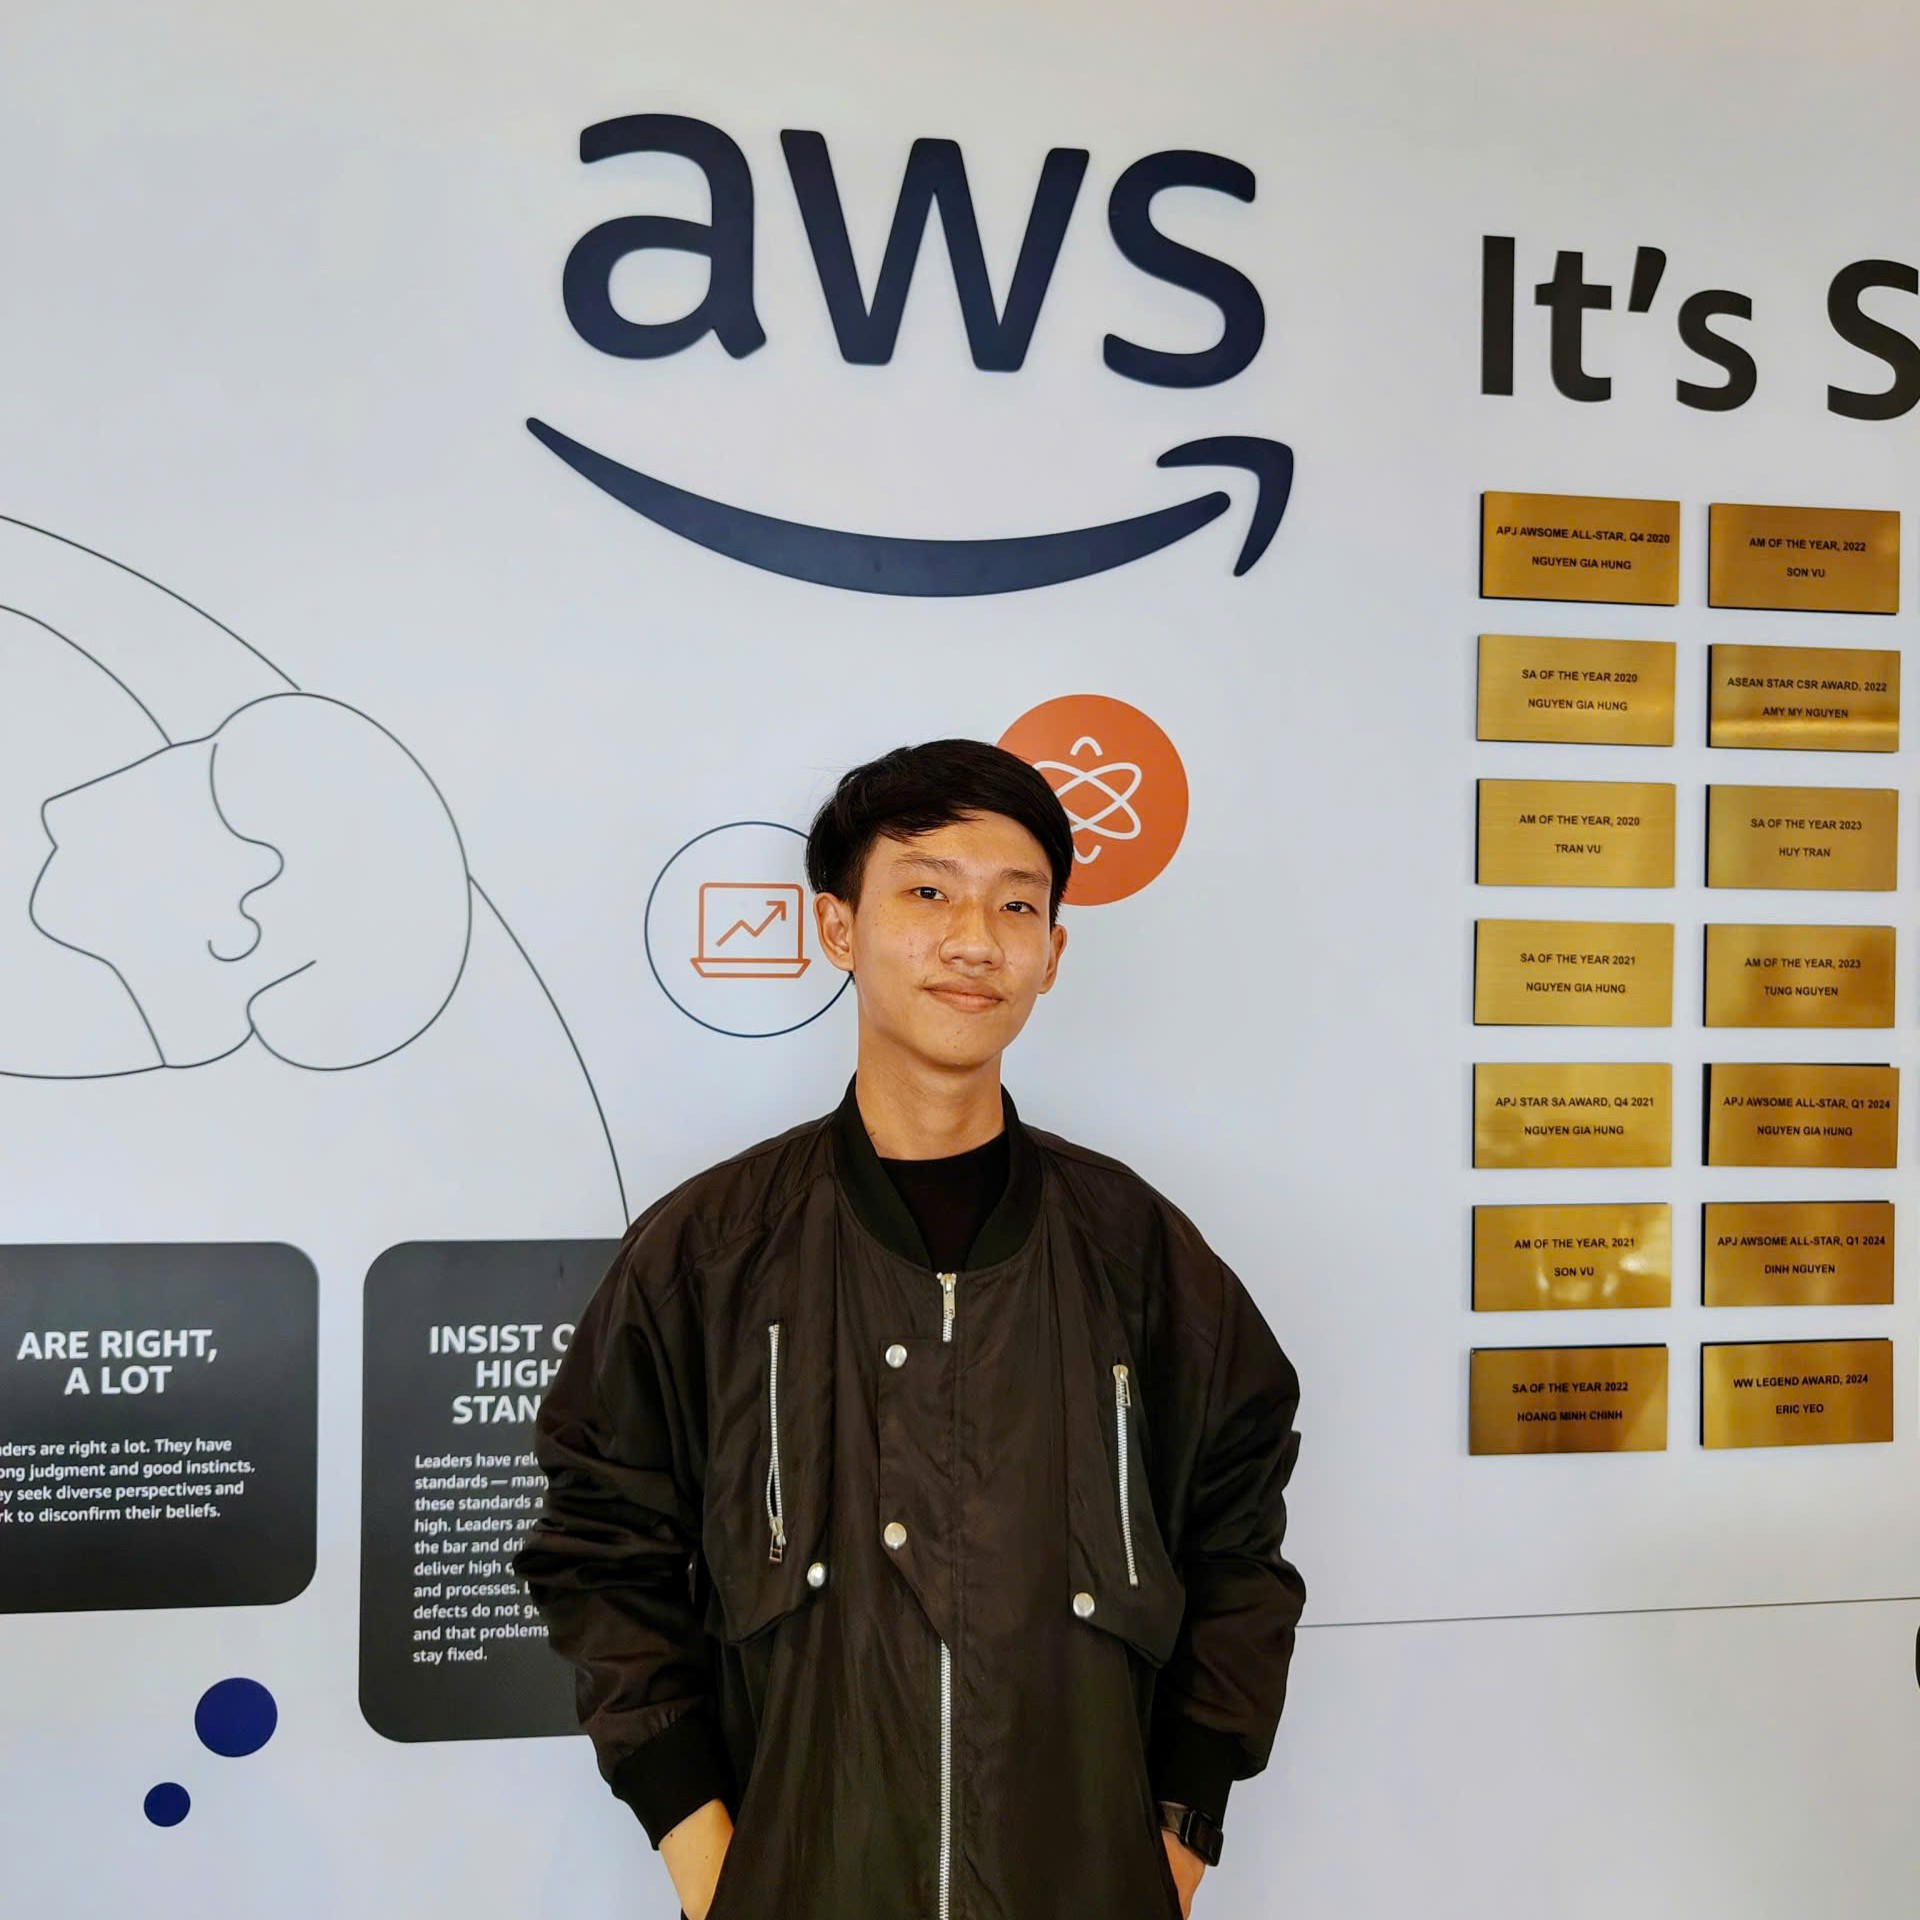 aws
It's S
APJ AWSOME ALL-STAR, Q4 2020
NGUYEN GIA HUNG
AM OF THE YEAR, 2022
SON VU
SA OF THE YEAR 2020
NGUYEN GIA HUNG
ASEAN STAR CSR AWARD, 2022
AMY MY NGUYEN
AM OF THE YEAR, 2020
TRAN VU
SA OF THE YEAR 2023
HUY TRAN
SA OF THE YEAR 2021
NGUYEN GIA HUNG
AM OF THE YEAR, 2023
TUNG NGUYEN
APJ STAR SA AWARD, Q4 2021
NGUYEN GIA HUNG
APJ AWSOME ALL-STAR, Q1 2024
NGUYEN GIA HUNG
AM OF THE YEAR, 2021
SON VU
APJ AWSOME ALL-STAR, Q1 2024
DINH NGUYEN
SA OF THE YEAR 2022
HOANG MINH CHINH
WW LEGEND AWARD, 2024
ERIC YEO
ARE RIGHT,
A LOT
ders are right a lot. They have
ong judgment and good instincts.
ey seek diverse perspectives and
rk to disconfirm their beliefs.
INSIST
HIGH
STAN
Leaders have rel
standards — many
these standards a
high. Leaders are
the bar and dri
deliver high
and processes.
defects do not
and that problems
stay fixed.